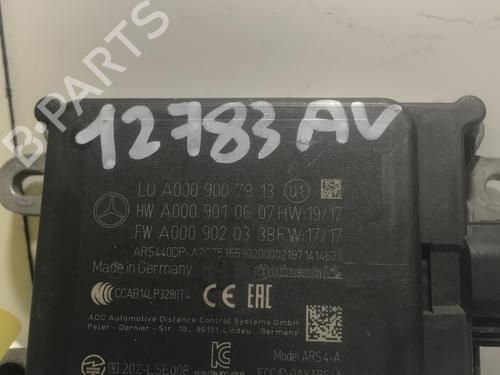 B-PARTS
12783 AV
LU A000 900 79 13 Q1
HW A000 901 06 07 HW:19/17
FW A000 902 03 38 FW:17/17
Made in Germany Continental
CCAB14LP3280T4 CE EAC
ADC Automotive Distance Control Systems GmbH
Peter - Dornier - Str. 10, 88131 Lindau, Germany
Model ARS 4-A
202-LSE008